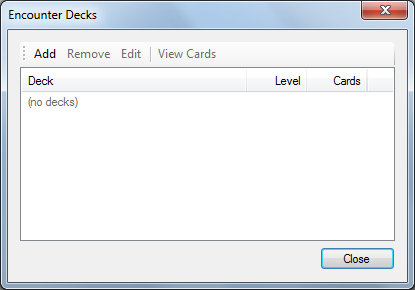 Encounter Decks
Add Remove Edit View Cards
Deck Level Cards
(no decks)
Close